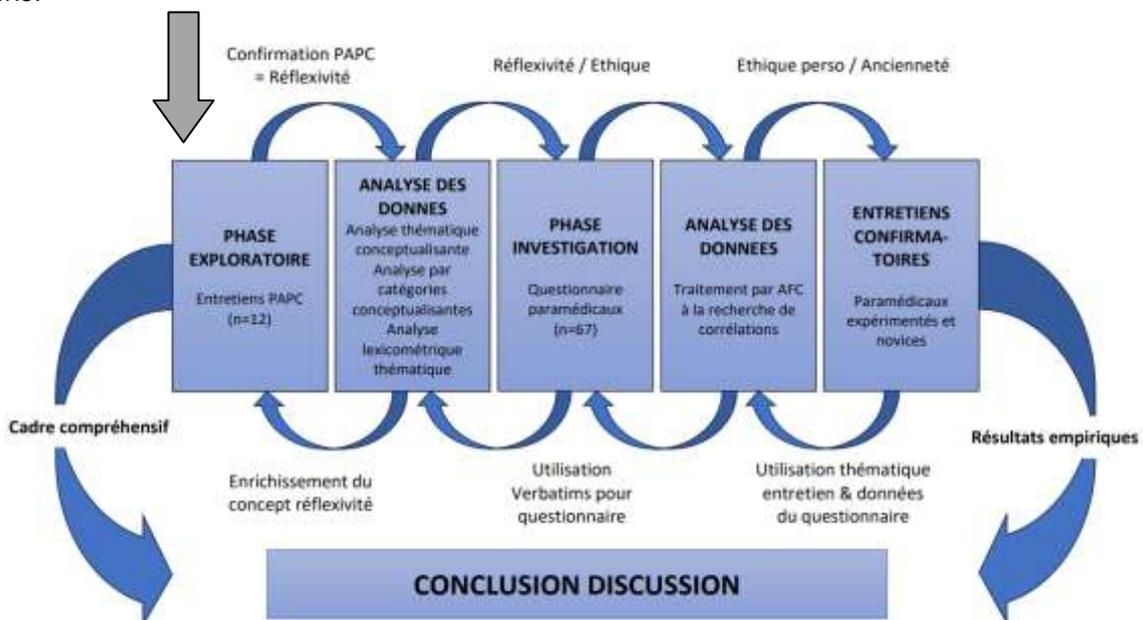 Confirmation PAPC
= Réflexivité
Réflexivité / Ethique
Ethique perso / Ancienneté
PHASE
EXPLORATOIRE
Entretiens PAPC
(n=12)
ANALYSE DES
DONNES
Analyse thématique
conceptualisante
Analyse par
catégories
conceptualisantes
Analyse
lexicométrique
thématique
PHASE
INVESTIGATION
Questionnaire
paramédicaux
(n=67)
ANALYSE DES
DONNEES
Traitement par AFC
à la recherche de
corrélations
ENTRETIENS
CONFIRMA-
TOIRES
Paramédicaux
expérimentés et
novices
Cadre compréhensif
Résultats empiriques
Enrichissement du
concept réflexivité
Utilisation
Verbatims pour
questionnaire
Utilisation thématique
entretien & données
du questionnaire
CONCLUSION DISCUSSION